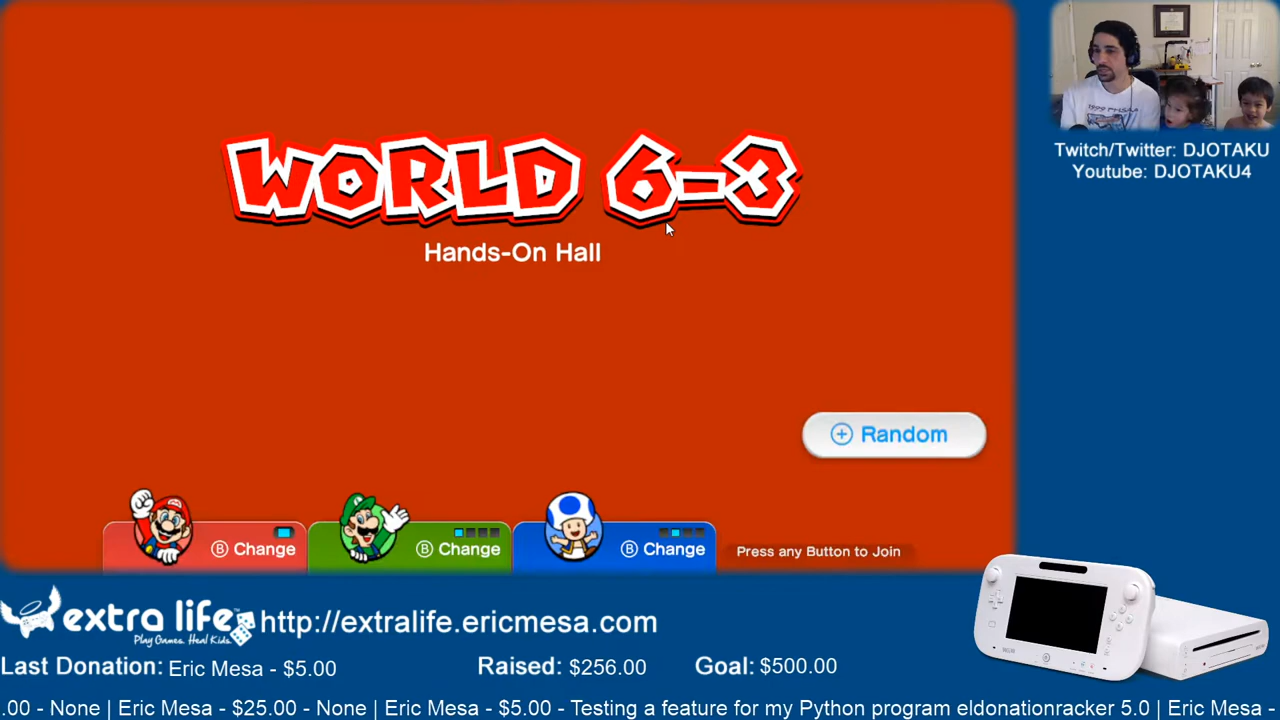 WORLD 6-3
Hands-On Hall
Twitch/Twitter: DJOTAKU
Youtube: DJOTAKU4
+ Random
B Change
B Change
B Change
Press any Button to Join
extra life
Play Games. Heal Kids.
http://extralife.ericmesa.com
Last Donation: Eric Mesa - $5.00
Raised: $256.00
Goal: $500.00
.00 - None | Eric Mesa - $25.00 - None | Eric Mesa - $5.00 - Testing a feature for my Python program eldonationracker 5.0 | Eric Mesa -